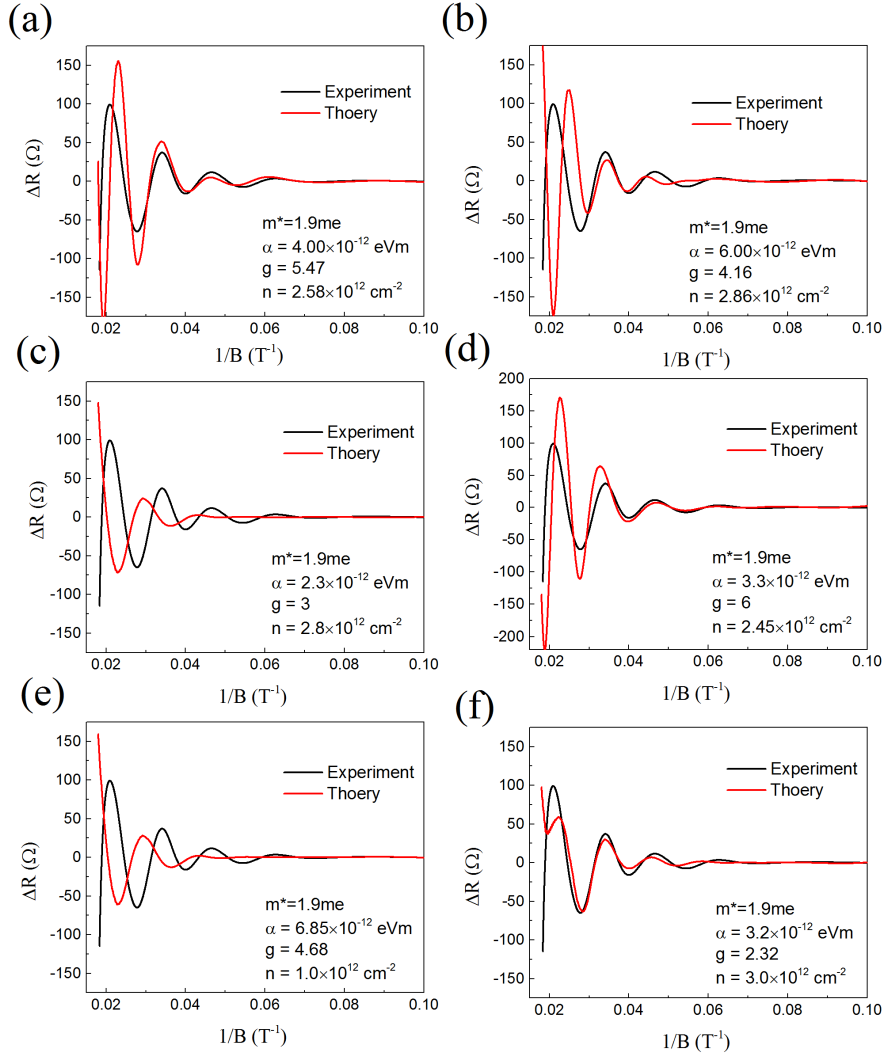 (a)
150
100
50
0
-50
-100
-150
ΔR (Ω)
Experiment
Thoery
m*=1.9me
α = 4.00×10⁻¹² eVm
g = 5.47
n = 2.58×10¹² cm⁻²
0.02 0.04 0.06 0.08 0.10
1/B (T⁻¹)
(b)
150
100
50
0
-50
-100
-150
ΔR (Ω)
Experiment
Thoery
m*=1.9me
α = 6.00×10⁻¹² eVm
g = 4.16
n = 2.86×10¹² cm⁻²
0.02 0.04 0.06 0.08 0.10
1/B (T⁻¹)
(c)
150
100
50
0
-50
-100
-150
ΔR (Ω)
Experiment
Thoery
m*=1.9me
α = 2.3×10⁻¹² eVm
g = 3
n = 2.8×10¹² cm⁻²
0.02 0.04 0.06 0.08 0.10
1/B (T⁻¹)
(d)
200
150
100
50
0
-50
-100
-150
-200
ΔR (Ω)
Experiment
Thoery
m*=1.9me
α = 3.3×10⁻¹² eVm
g = 6
n = 2.45×10¹² cm⁻²
0.02 0.04 0.06 0.08 0.10
1/B (T⁻¹)
(e)
150
100
50
0
-50
-100
-150
ΔR (Ω)
Experiment
Thoery
m*=1.9me
α = 6.85×10⁻¹² eVm
g = 4.68
n = 1.0×10¹² cm⁻²
0.02 0.04 0.06 0.08 0.10
1/B (T⁻¹)
(f)
150
100
50
0
-50
-100
-150
ΔR (Ω)
Experiment
Thoery
m*=1.9me
α = 3.2×10⁻¹² eVm
g = 2.32
n = 3.0×10¹² cm⁻²
0.02 0.04 0.06 0.08 0.10
1/B (T⁻¹)